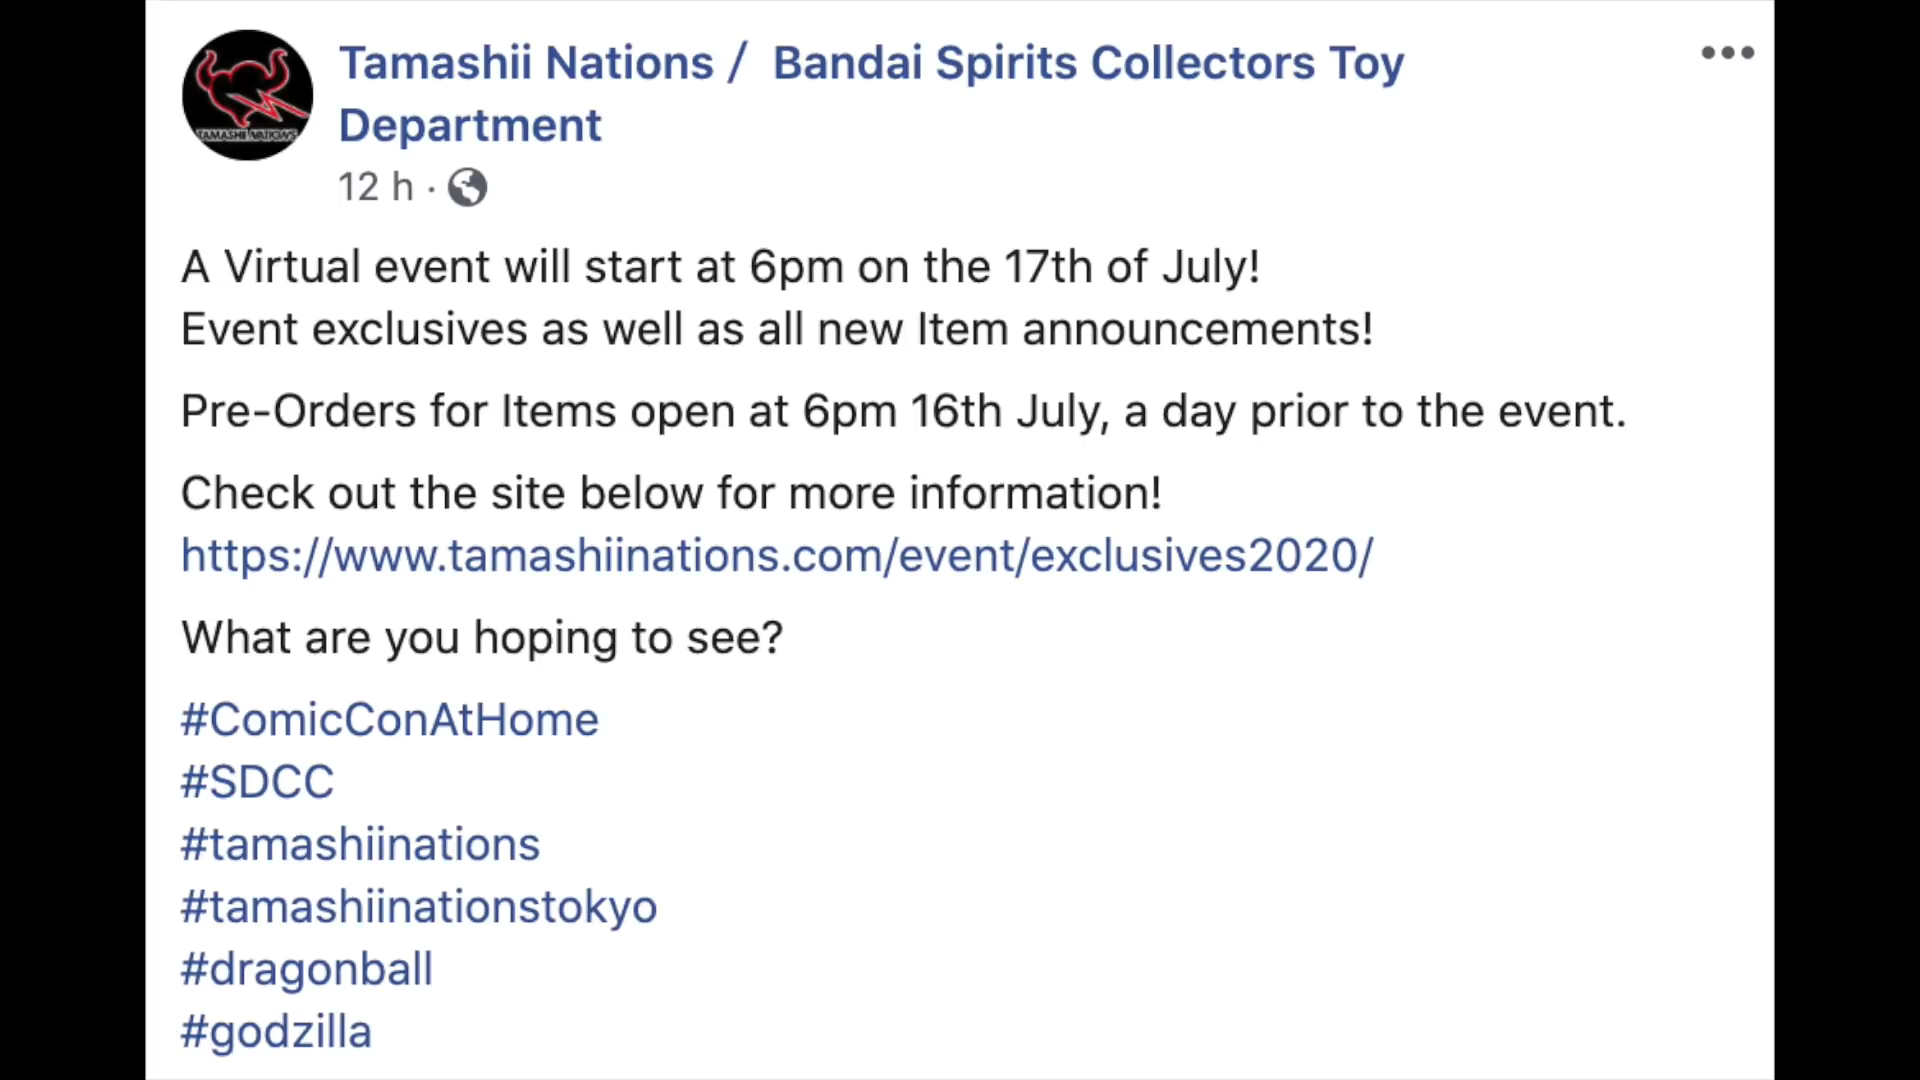 Tamashii Nations / Bandai Spirits Collectors Toy
Department
TAMASHII NATIONS
12 h ·
A Virtual event will start at 6pm on the 17th of July!
Event exclusives as well as all new Item announcements!
Pre-Orders for Items open at 6pm 16th July, a day prior to the event.
Check out the site below for more information!
https://www.tamashiinations.com/event/exclusives2020/
What are you hoping to see?
#ComicConAtHome
#SDCC
#tamashiinations
#tamashiinationstokyo
#dragonball
#godzilla